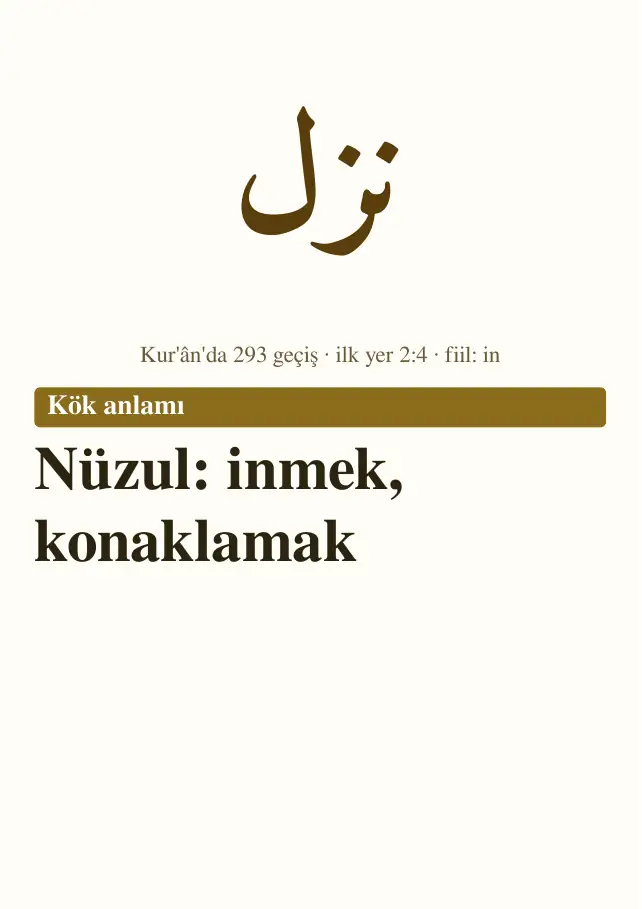 نزل
Kur'ân'da 293 geçiş · ilk yer 2:4 · fiil: in
Kök anlamı
Nüzul: inmek,
konaklamak